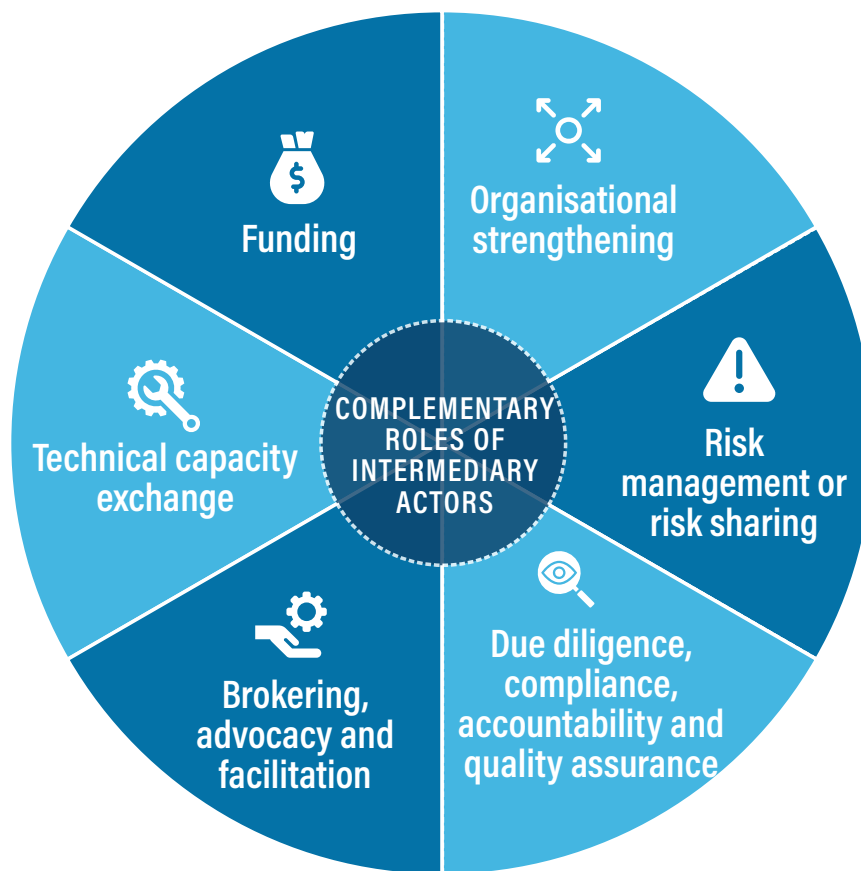 COMPLEMENTARY
ROLES OF
INTERMEDIARY
ACTORS
$
Funding
Organisational
strengthening
Risk
management or
risk sharing
Due diligence,
compliance,
accountability and
quality assurance
Brokering,
advocacy and
facilitation
Technical capacity
exchange